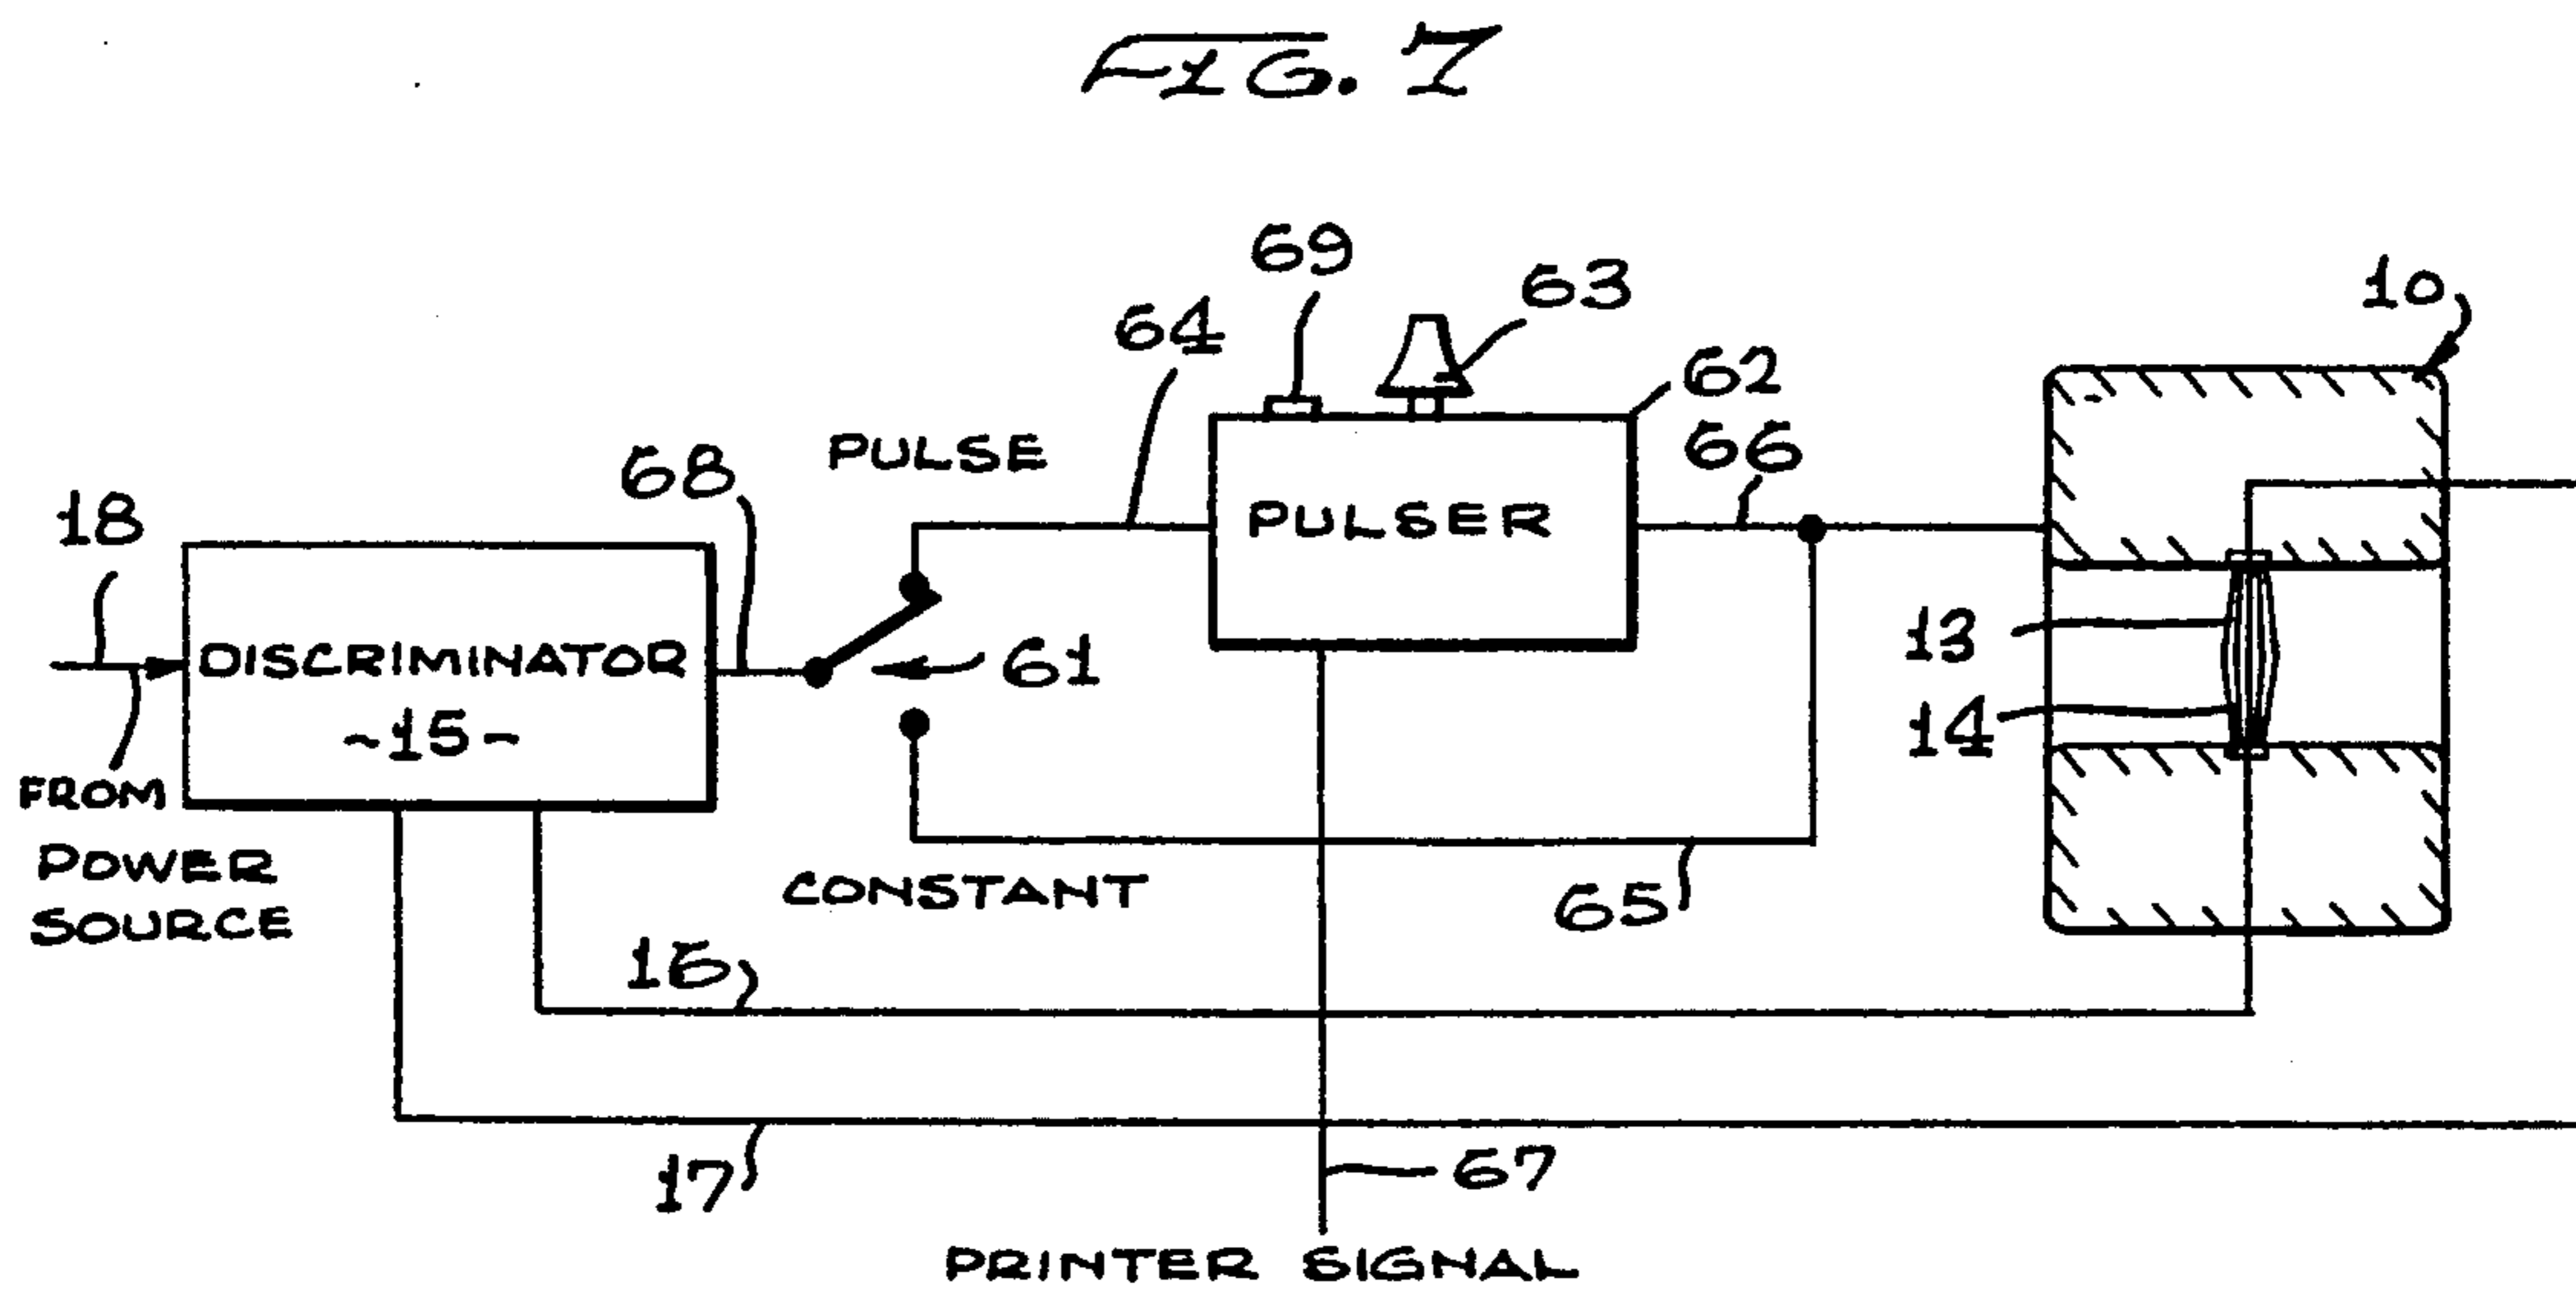 FIG. 7
69
63
10
64
62
PULSE
68
66
18
PULSER
DISCRIMINATOR
-15-
61
13
14
FROM
POWER
SOURCE
CONSTANT
65
16
17
67
PRINTER SIGNAL